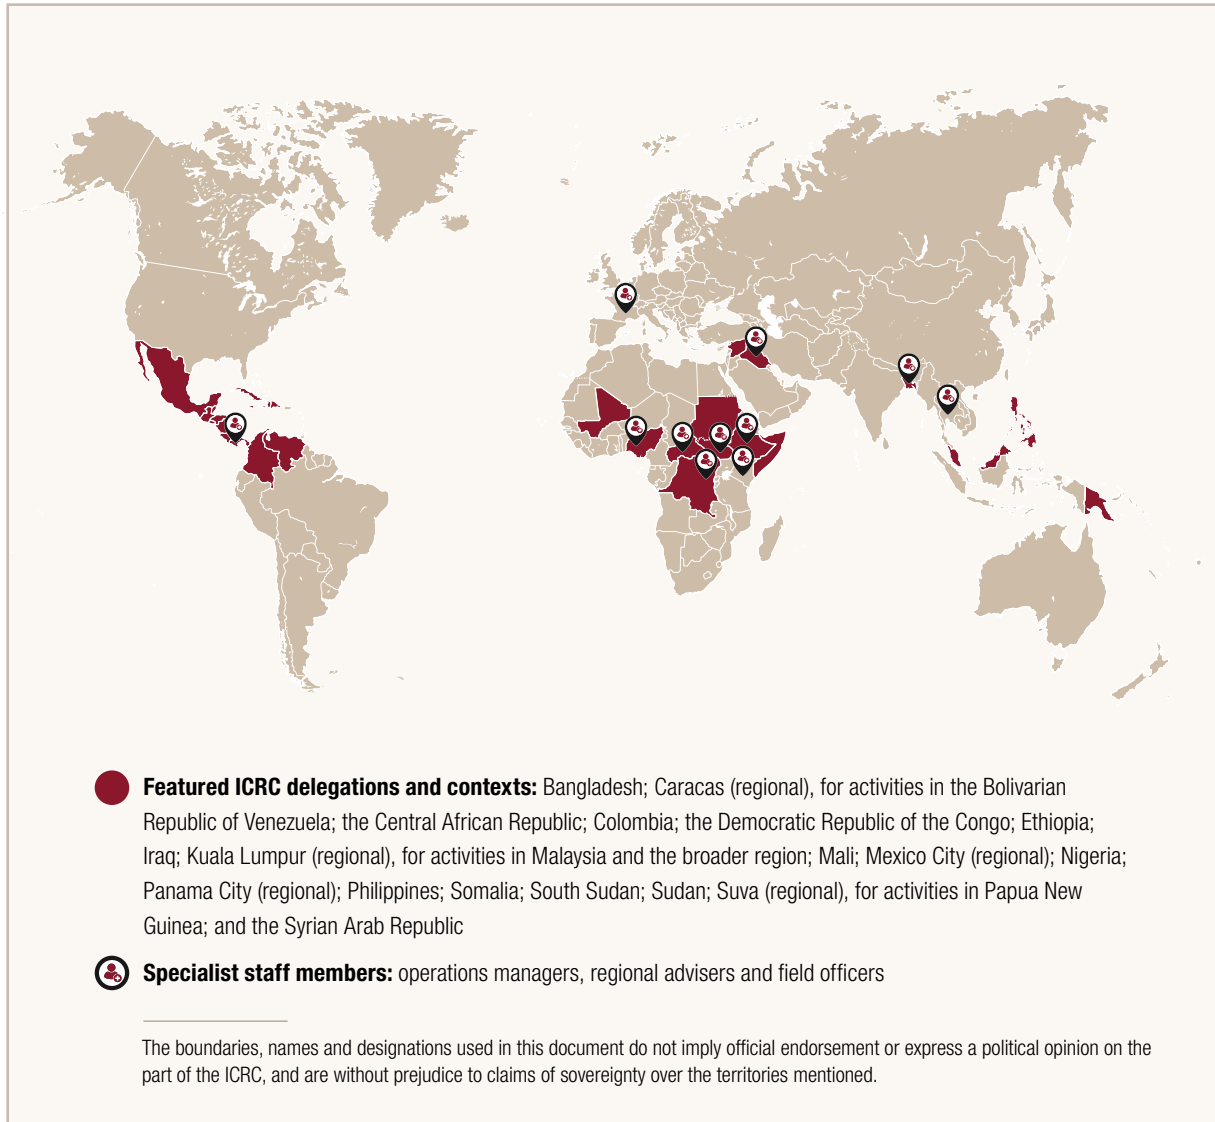 Featured ICRC delegations and contexts: Bangladesh; Caracas (regional), for activities in the Bolivarian
Republic of Venezuela; the Central African Republic; Colombia; the Democratic Republic of the Congo; Ethiopia;
Iraq; Kuala Lumpur (regional), for activities in Malaysia and the broader region; Mali; Mexico City (regional); Nigeria;
Panama City (regional); Philippines; Somalia; South Sudan; Sudan; Suva (regional), for activities in Papua New
Guinea; and the Syrian Arab Republic
Specialist staff members: operations managers, regional advisers and field officers
The boundaries, names and designations used in this document do not imply official endorsement or express a political opinion on the
part of the ICRC, and are without prejudice to claims of sovereignty over the territories mentioned.